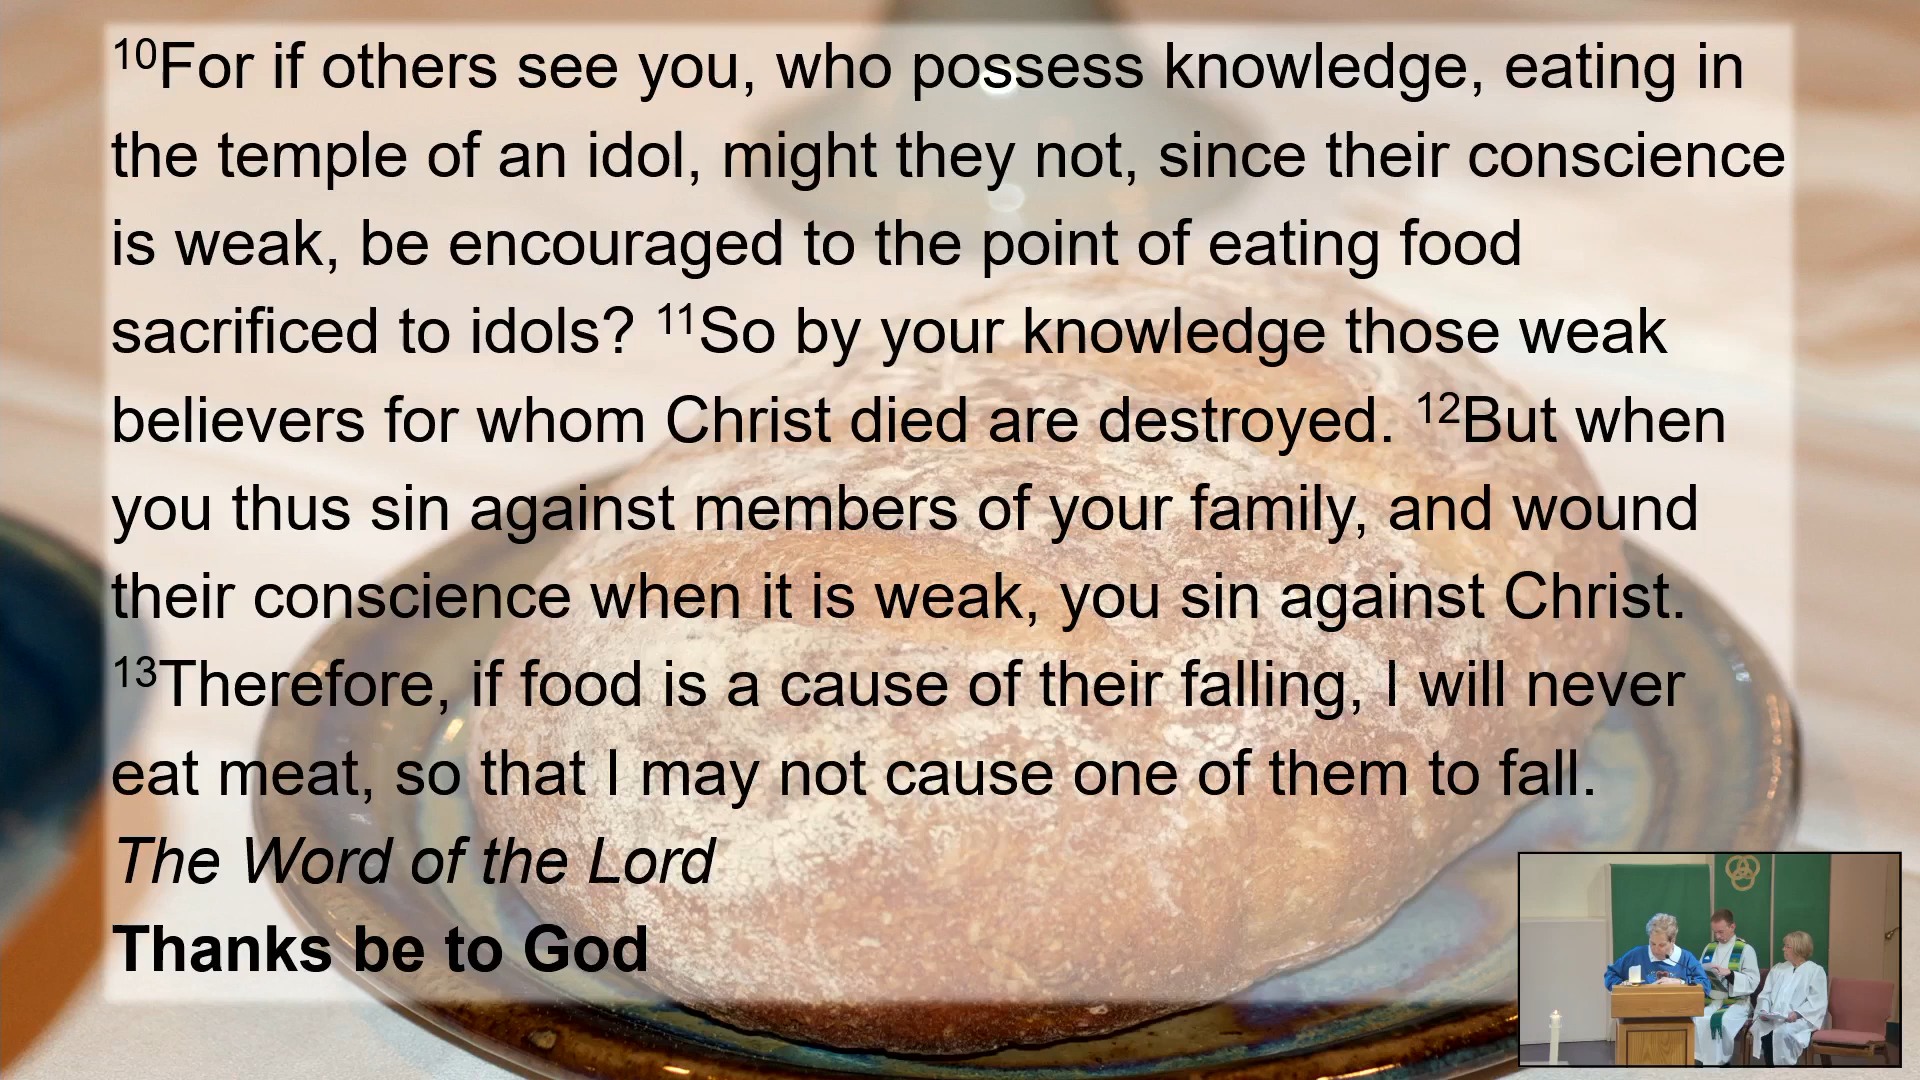 10For if others see you, who possess knowledge, eating in
the temple of an idol, might they not, since their conscience
is weak, be encouraged to the point of eating food
sacrificed to idols? 11So by your knowledge those weak
believers for whom Christ died are destroyed. 12But when
you thus sin against members of your family, and wound
their conscience when it is weak, you sin against Christ.
13Therefore, if food is a cause of their falling, I will never
eat meat, so that I may not cause one of them to fall.
The Word of the Lord
Thanks be to God